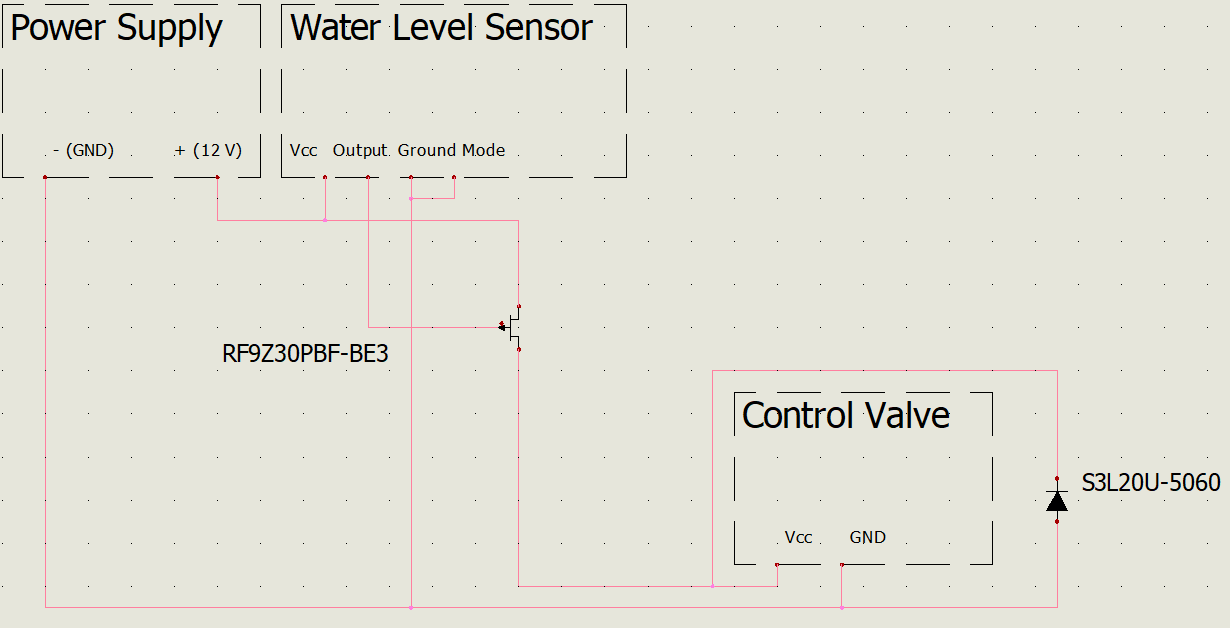 Power Supply
Water Level Sensor
- (GND)
+ (12 V)
Vcc Output Ground Mode
RF9Z30PBF-BE3
Control Valve
S3L20U-5060
Vcc
GND